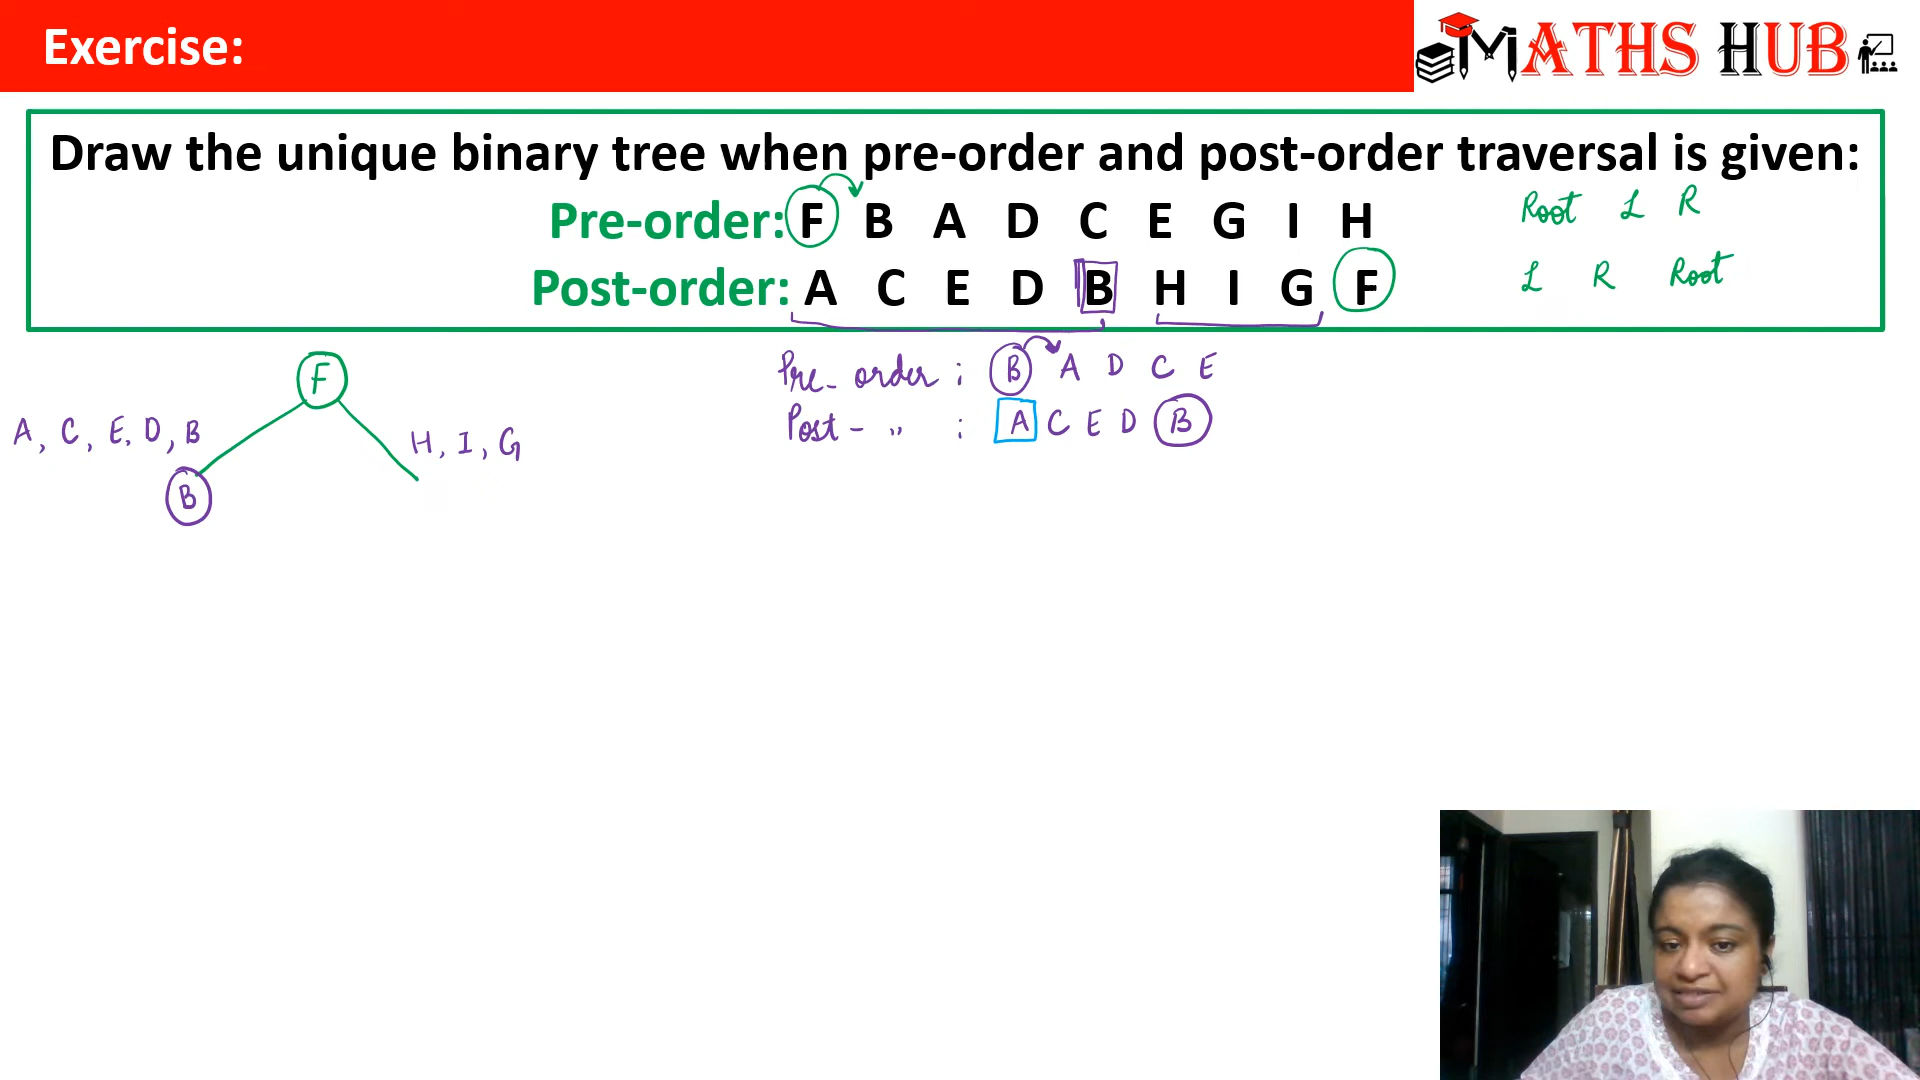 Exercise:
MATHS HUB
Draw the unique binary tree when pre-order and post-order traversal is given:
Pre-order: F B A D C E G I H
Root L R
Post-order: A C E D B H I G F
L R Root
F
Pre-order : B A D C E
A, C, E, D, B
H, I, G
Post- " : A C E D B
B